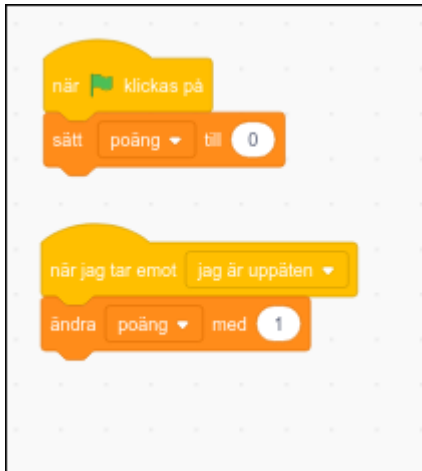 när klickas på
sätt poäng till 0
när jag tar emot jag är uppäten
ändra poäng med 1